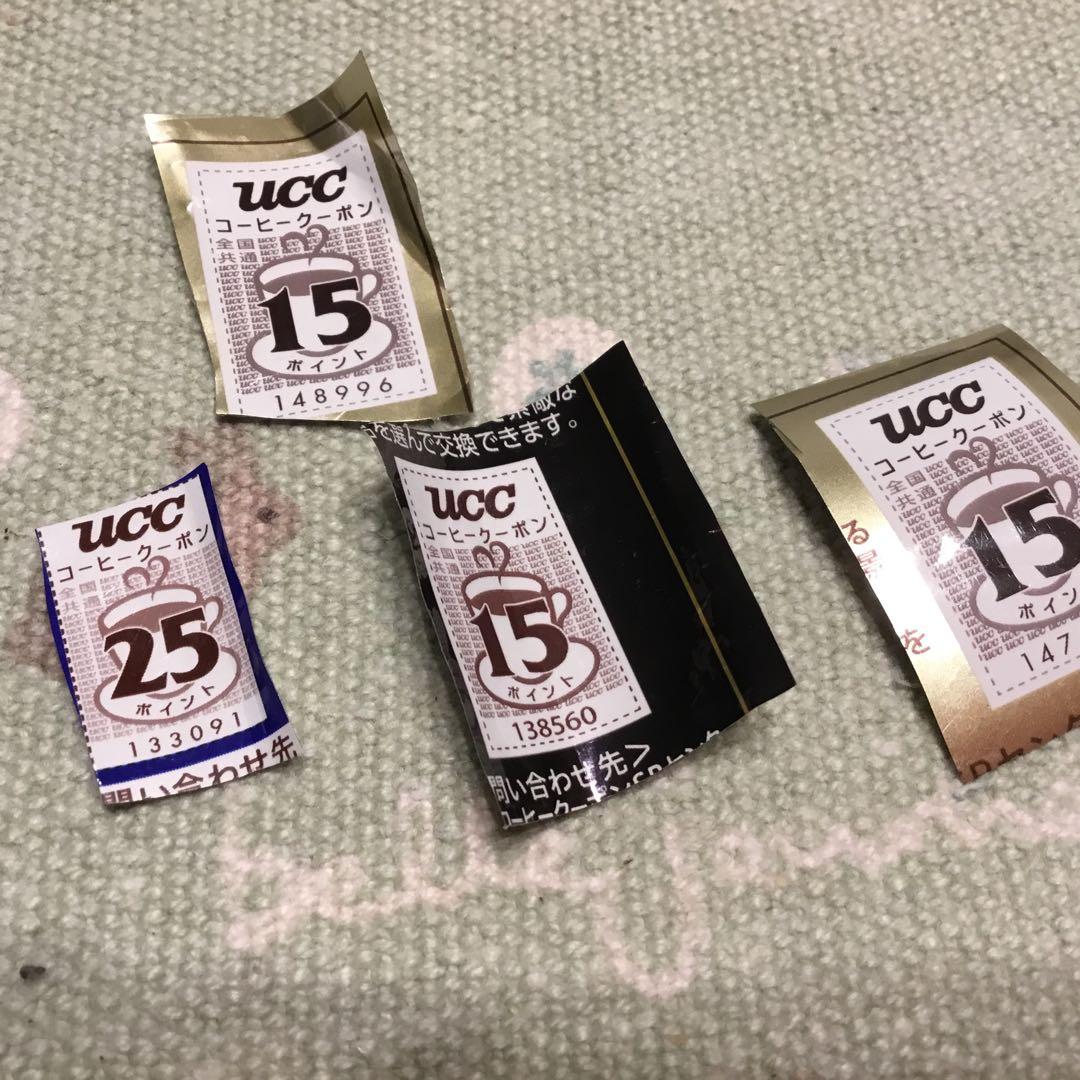 ucc
コーヒークーポン
全国
共通
15
ポイント
148996
ucc
コーヒークーポン
全国
共通
25
ポイント
133091
問い合わせ先
を選んで交換できます。
ucc
コーヒークーポン
全国
共通
15
ポイント
138560
問い合わせ先>
コーヒークーポン
ucc
コーヒークーポン
全国
共通
15
ポイン
147
る
を